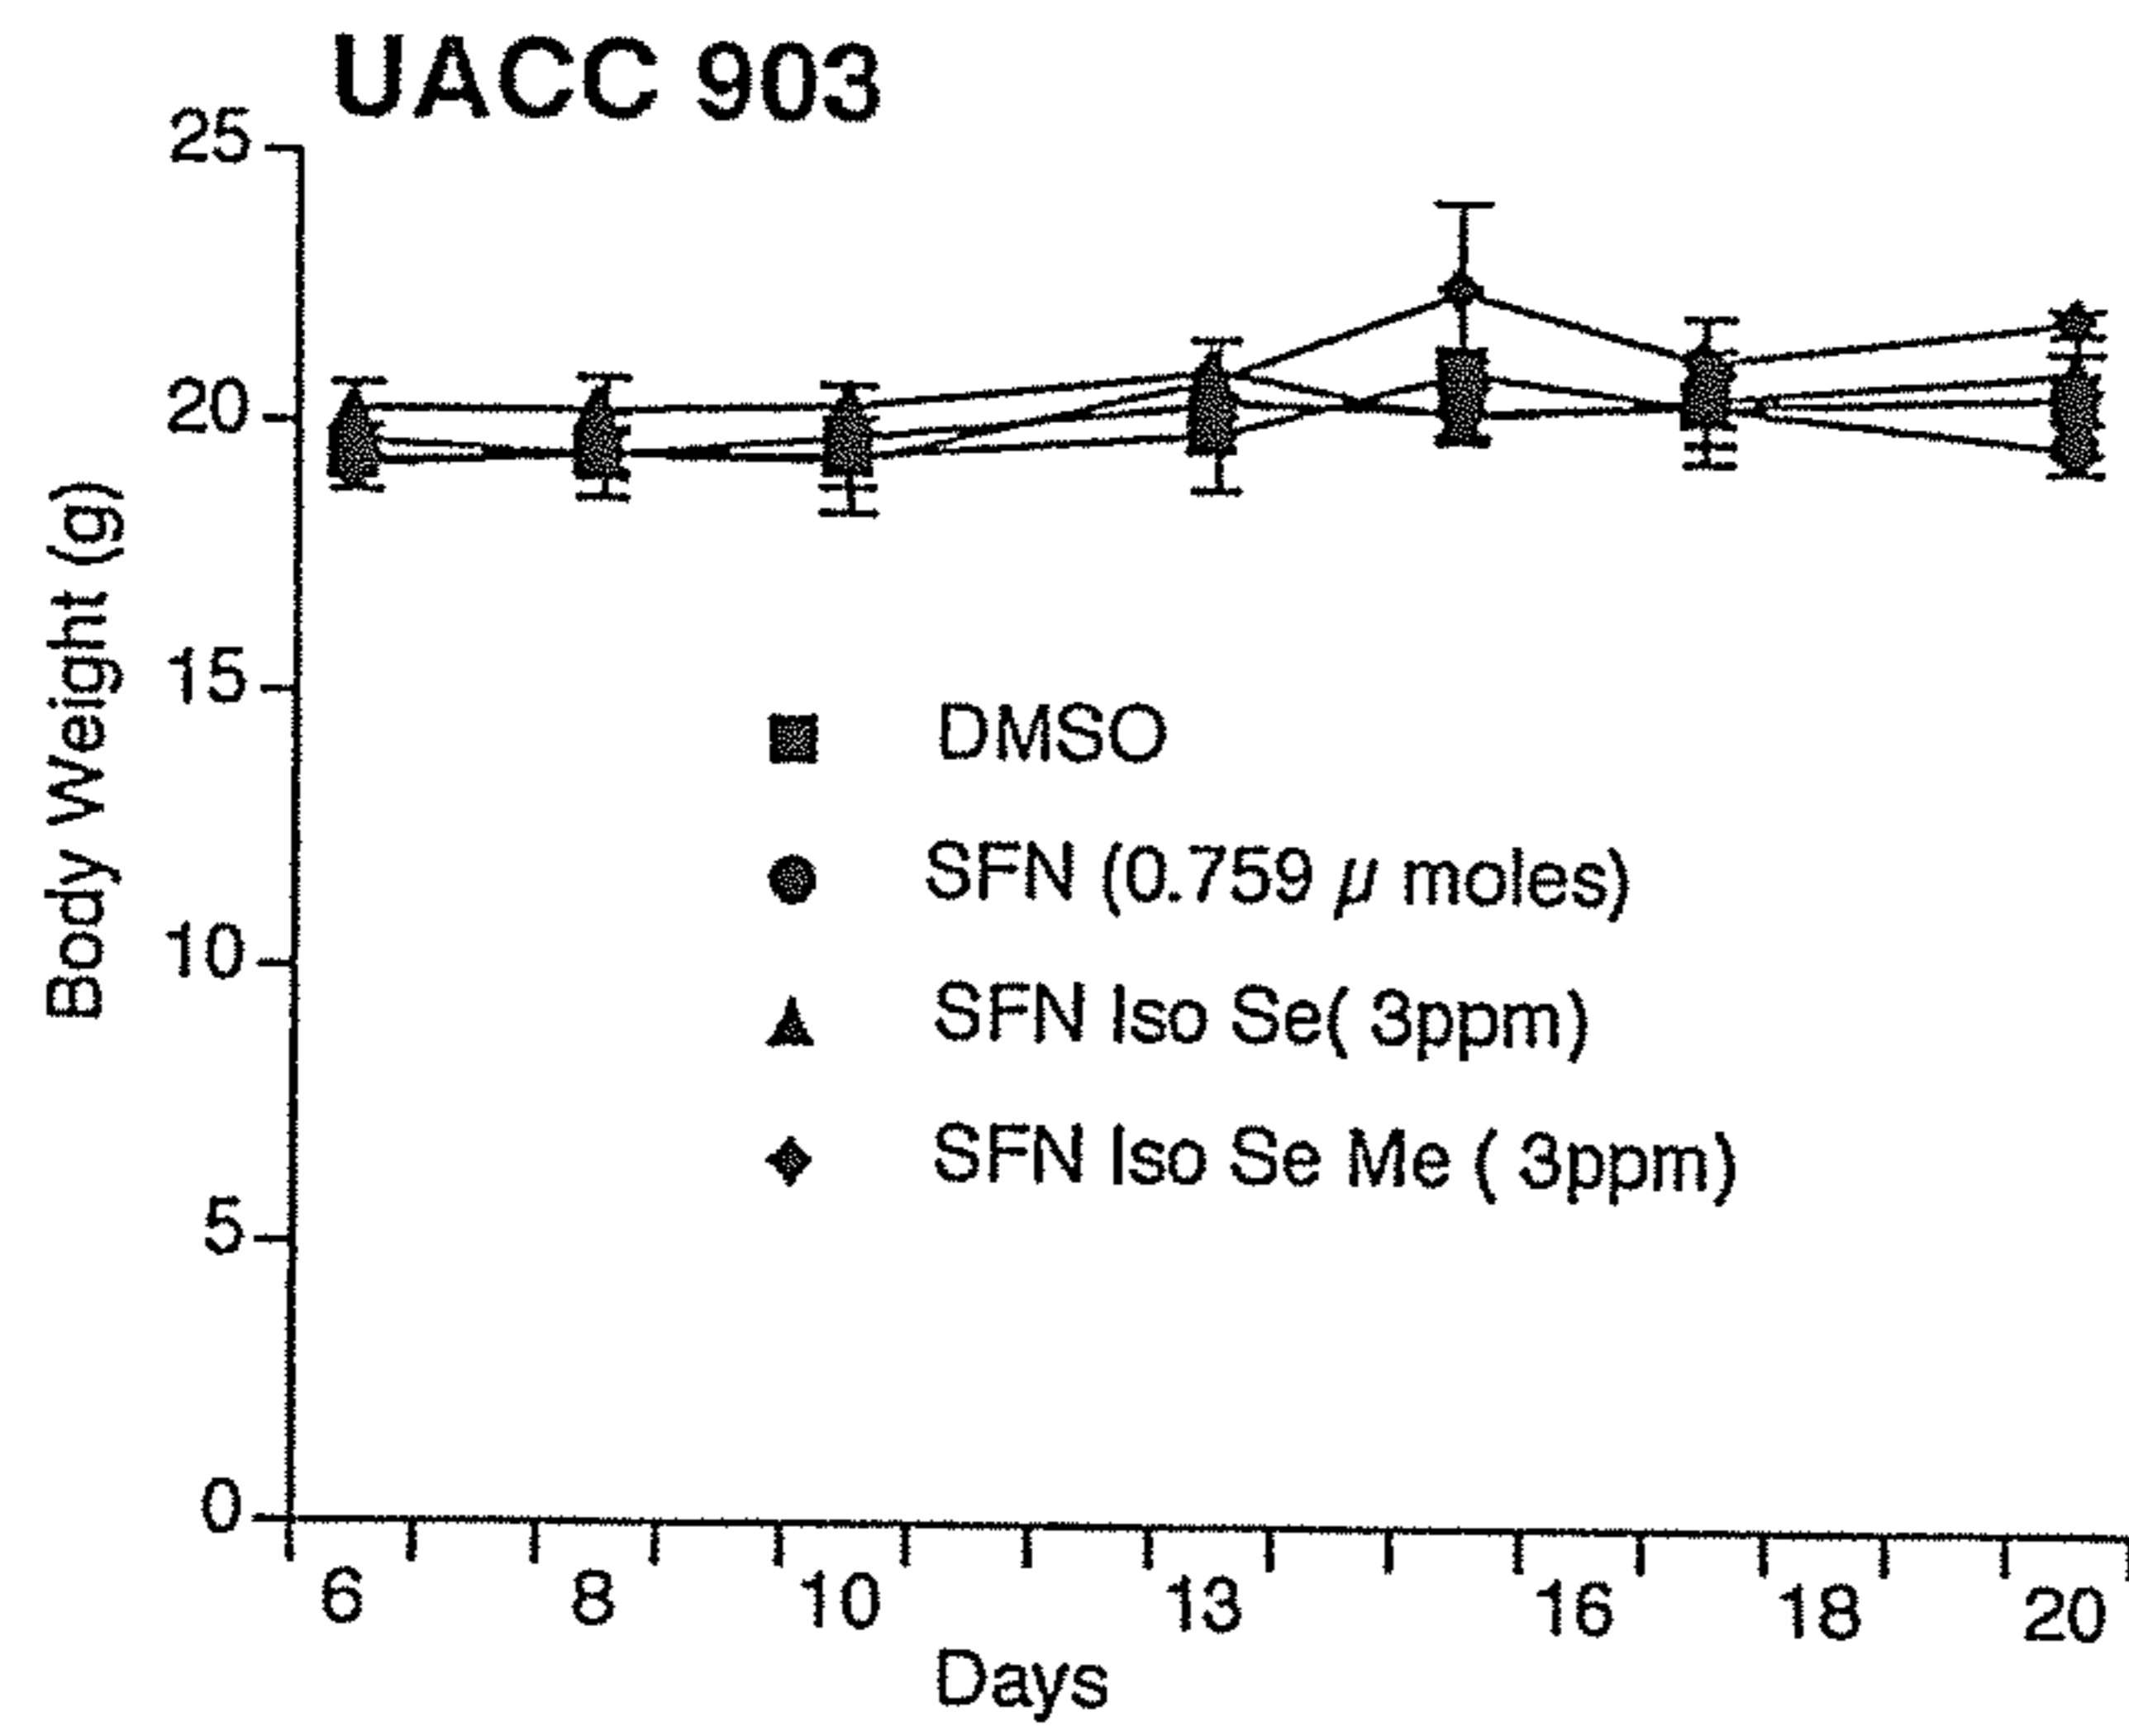 UACC 903
25
20
15
10
5
0
Body Weight (g)
DMSO
SFN (0.759 µ moles)
SFN Iso Se( 3ppm)
SFN Iso Se Me ( 3ppm)
6 8 10 13 16 18 20
Days